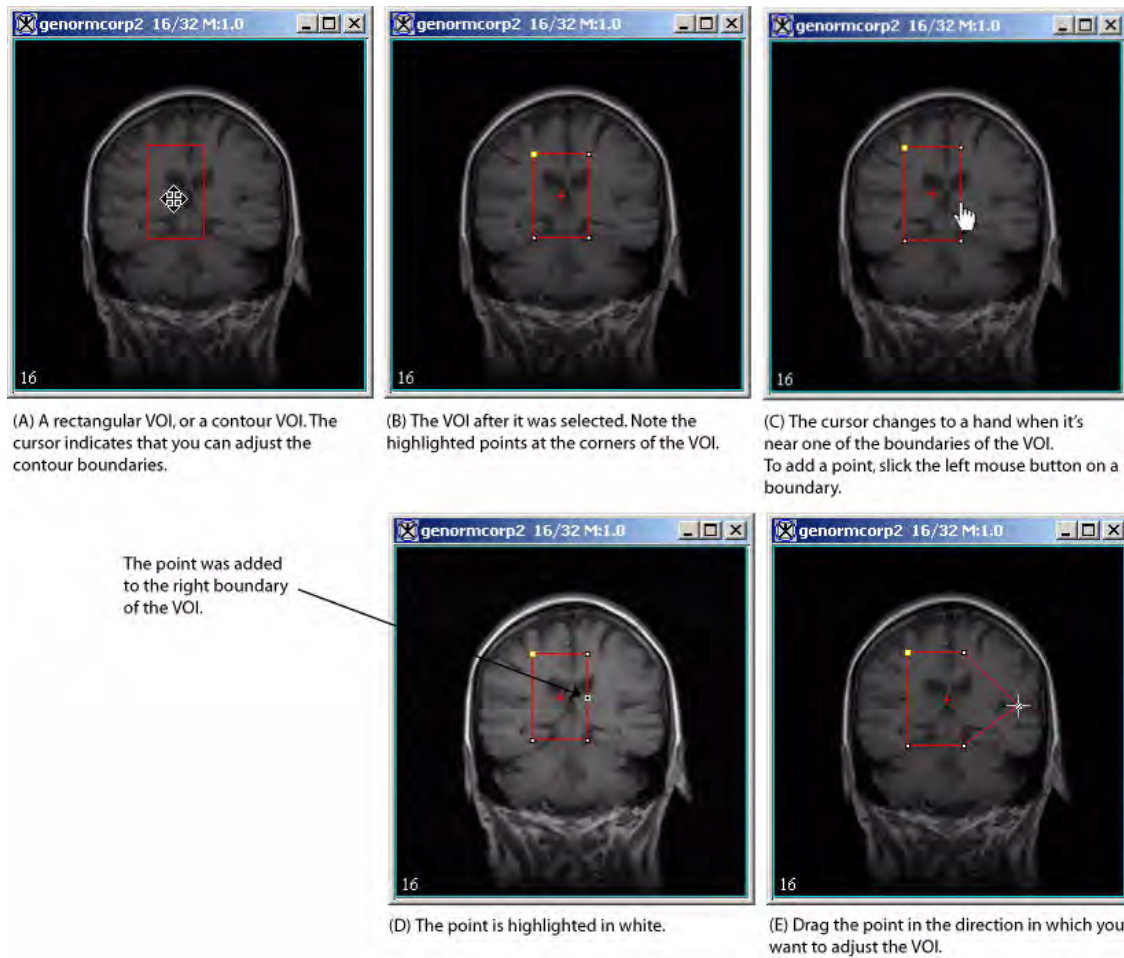 genormcorp2 16/32 M:1.0
genormcorp2 16/32 M:1.0
genormcorp2 16/32 M:1.0
16
16
16
(A) A rectangular VOI, or a contour VOI. The
cursor indicates that you can adjust the
contour boundaries.
(B) The VOI after it was selected. Note the
highlighted points at the corners of the VOI.
(C) The cursor changes to a hand when it's
near one of the boundaries of the VOI.
To add a point, slick the left mouse button on a
boundary.
genormcorp2 16/32 M:1.0
genormcorp2 16/32 M:1.0
The point was added
to the right boundary
of the VOI.
16
16
(D) The point is highlighted in white.
(E) Drag the point in the direction in which you
want to adjust the VOI.